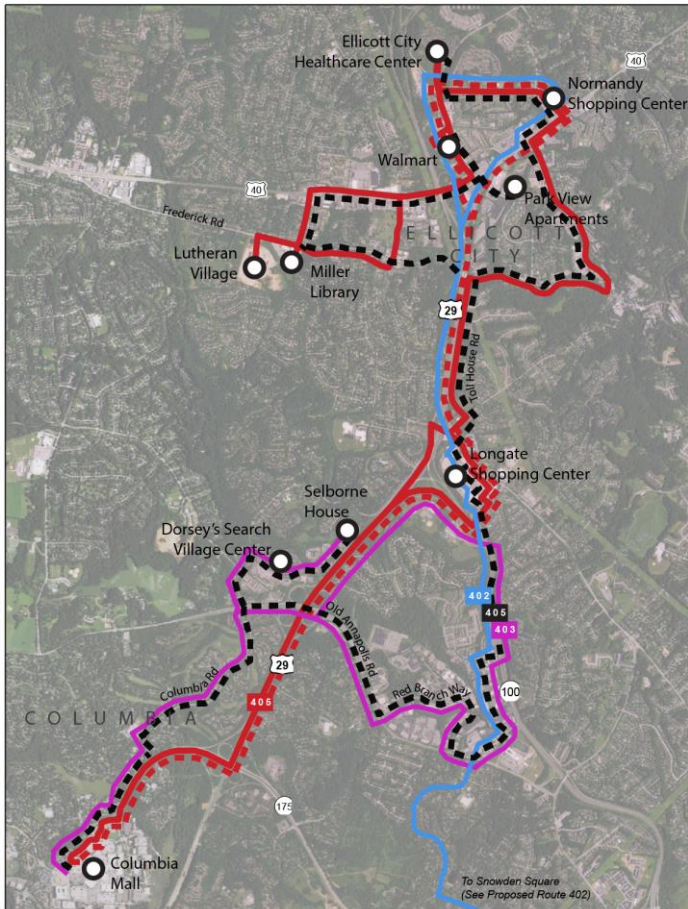 Ellicott City
Healthcare Center
40
Normandy
Shopping Center
Walmart
40
Park View
Apartments
Frederick Rd
ELLICOTT
CITY
Lutheran
Village
Miller
Library
29
Toll House Rd
Longate
Shopping Center
Selborne
House
Dorsey's Search
Village Center
402
405
403
Old Annapolis Rd
29
Columbia Rd
Red Branch Way
100
405
COLUMBIA
175
Columbia
Mall
To Snowden Square
(See Proposed Route 402)